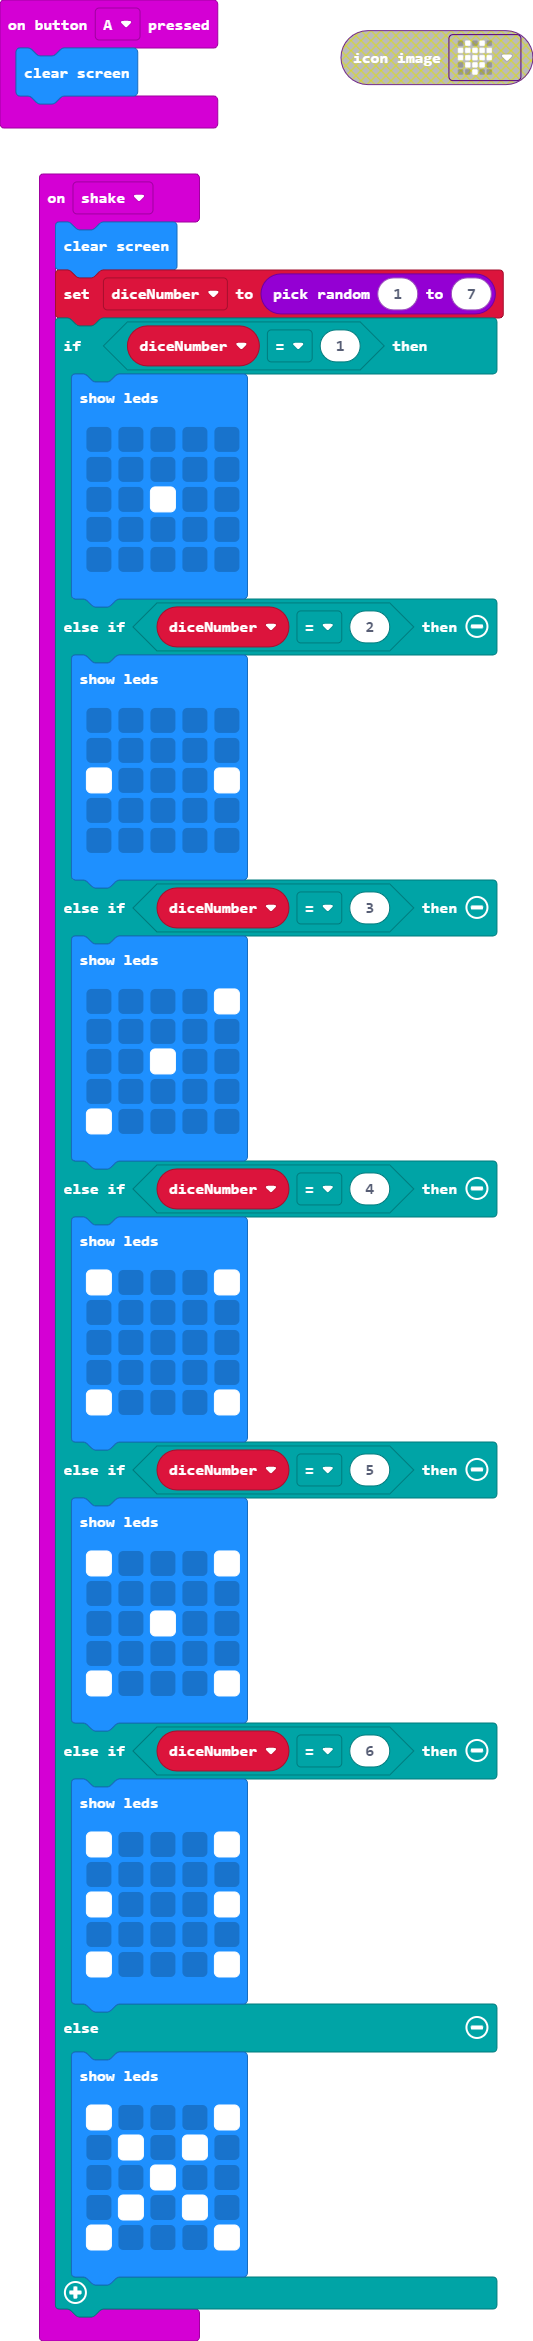 on button A pressed
clear screen
icon image
on shake
clear screen
set diceNumber to pick random 1 to 7
if diceNumber = 1 then
show leds
else if diceNumber = 2 then
show leds
else if diceNumber = 3 then
show leds
else if diceNumber = 4 then
show leds
else if diceNumber = 5 then
show leds
else if diceNumber = 6 then
show leds
else
show leds